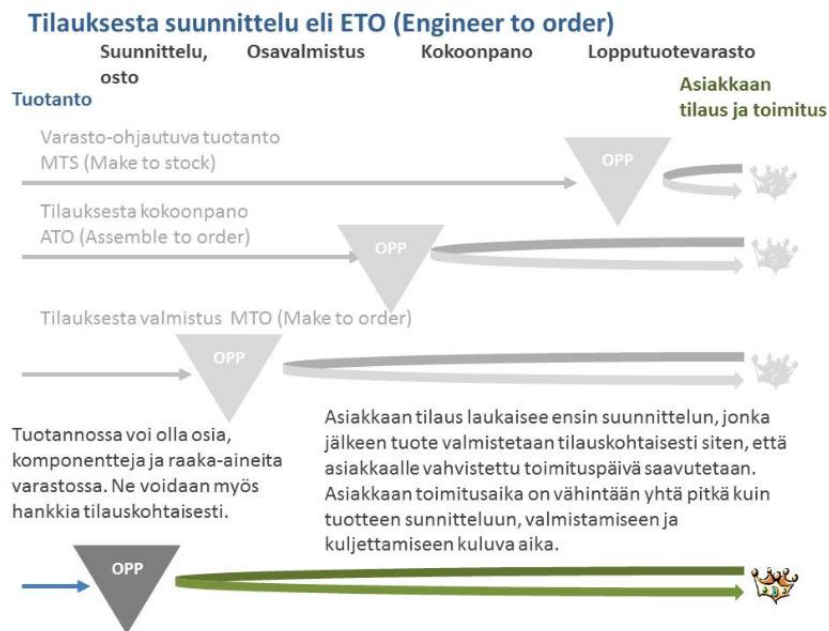 Tilauksesta suunnittelu eli ETO (Engineer to order)
Suunnittelu,
osto
Osavalmistus
Kokoonpano
Lopputuotevarasto
Tuotanto
Asiakkaan
tilaus ja toimitus
Varasto-ohjautuva tuotanto
MTS (Make to stock)
OPP
Tilauksesta kokoonpano
ATO (Assemble to order)
OPP
Tilauksesta valmistus MTO (Make to order)
OPP
Tuotannossa voi olla osia,
komponentteja ja raaka-aineita
varastossa. Ne voidaan myös
hankkia tilauskohtaisesti.
Asiakkaan tilaus laukaisee ensin suunnittelun, jonka
jälkeen tuote valmistetaan tilauskohtaisesti siten, että
asiakkaalle vahvistettu toimituspäivä saavutetaan.
Asiakkaan toimitusaika on vähintään yhtä pitkä kuin
tuotteen sunnitteluun, valmistamiseen ja
kuljettamiseen kuluva aika.
OPP